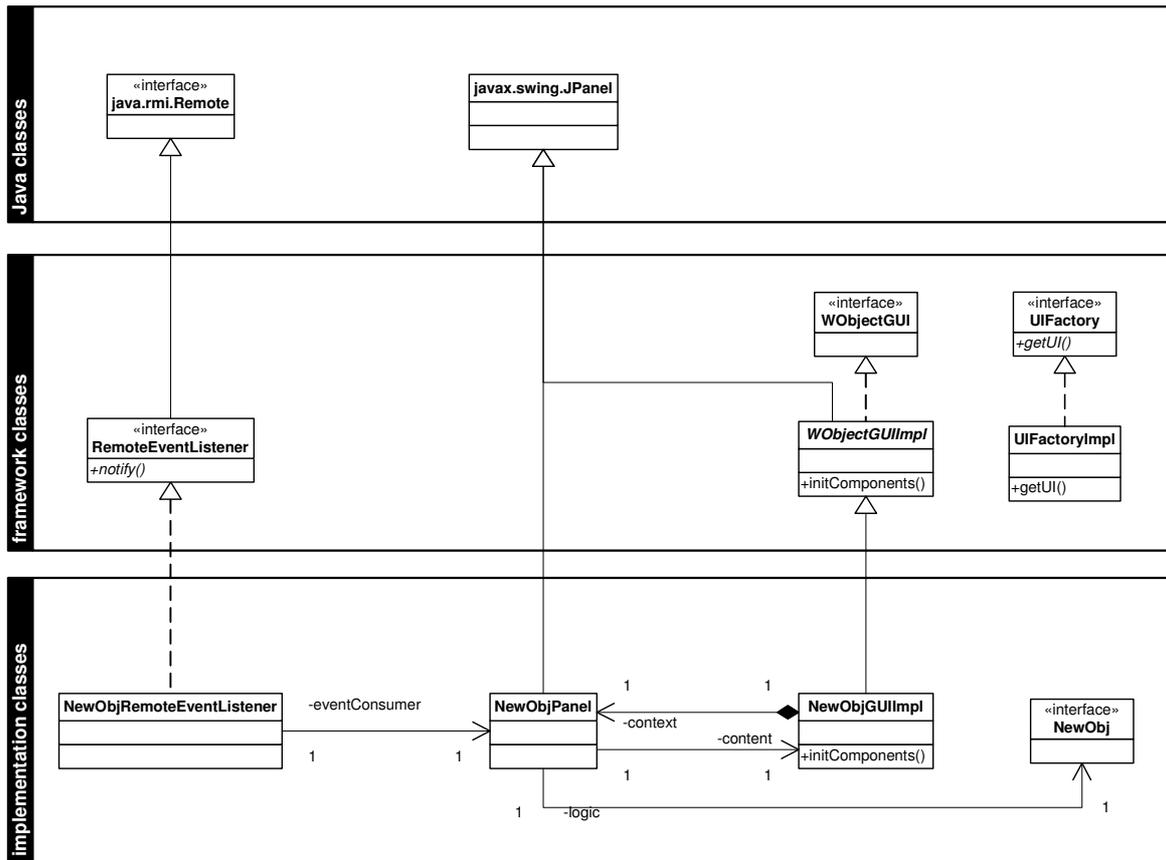 Java classes
«interface»
java.rmi.Remote
javax.swing.JPanel
framework classes
«interface»
WObjectGUI
«interface»
UIFactory
+getUI()
«interface»
RemoteEventListener
+notify()
WObjectGUIImpl
+initComponents()
UIFactoryImpl
+getUI()
implementation classes
NewObjRemoteEventListener
-eventConsumer
1
1
NewObjPanel
1
1
-context
-content
1
1
NewObjGUIImpl
+initComponents()
«interface»
NewObj
1
-logic
1